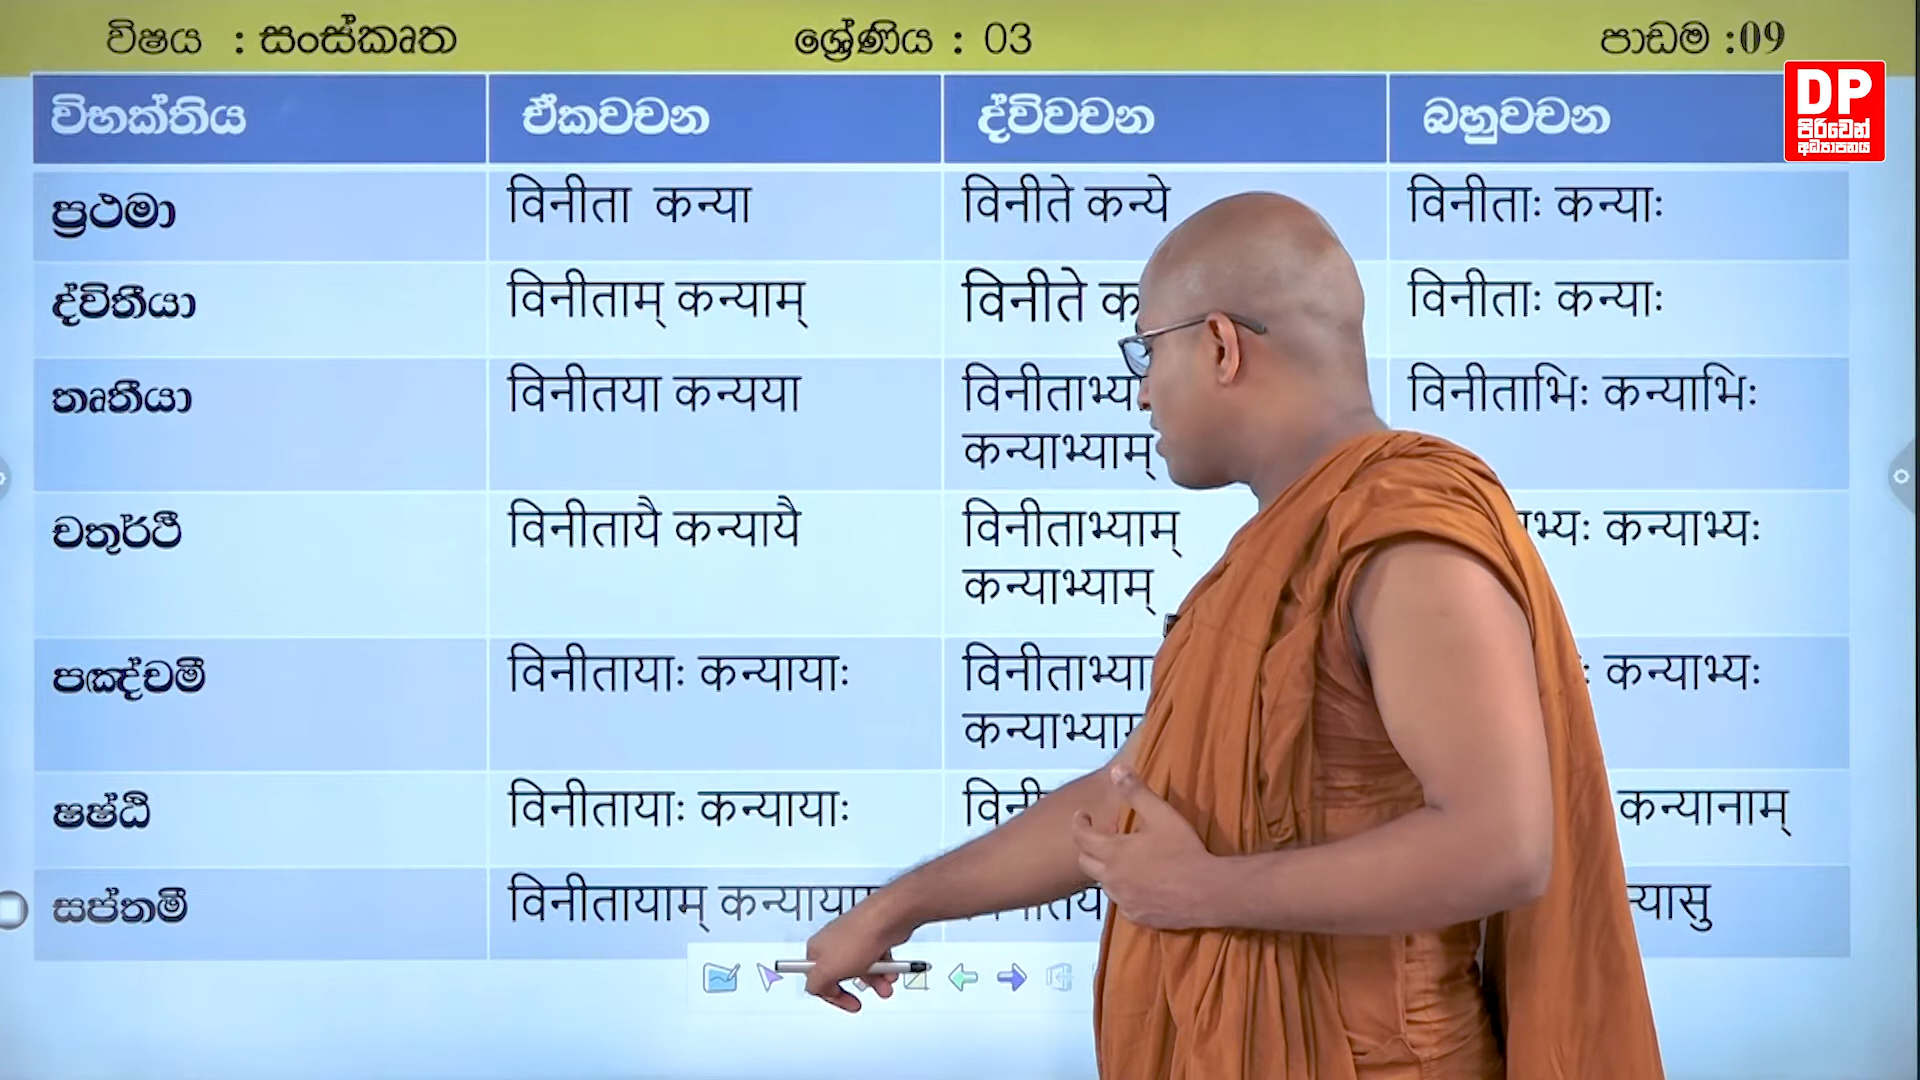 විෂය : සංස්කෘත ශ්‍රේණිය : 03 පාඩම :09
DP
පිරිවෙන්
අධ්‍යාපනය
විභක්තිය ඒකවචන ද්විවචන බහුවචන
ප්‍රථමා विनीता कन्या विनीते कन्ये विनीताः कन्याः
ද්විතීයා विनीताम् कन्याम् विनीते विनीताः कन्याः
තෘතීයා विनीतया कन्यया विनीताभिः कन्याभिः
कन्याभ्याम्
චතුර්ථී विनीतायै कन्यायै विनीताभ्याम् कन्याभ्यः
कन्याभ्याम्
පඤ්චමී विनीतायाः कन्यायाः कन्याभ्यः
ෂෂ්ඨි विनीतायाः कन्यायाः कन्यानाम्
සප්තමී विनीतायाम्